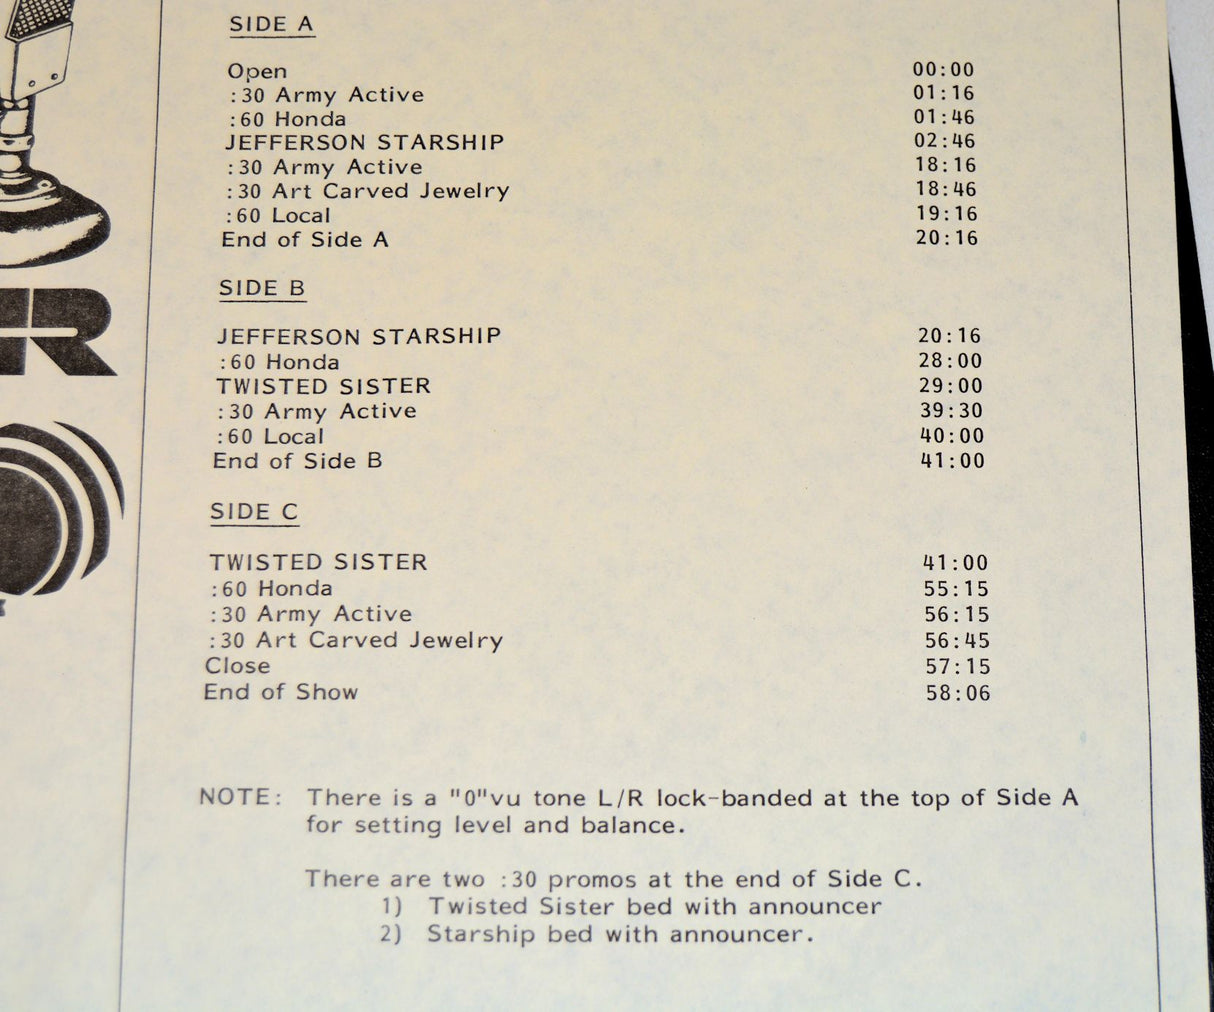 SIDE A
Open 00:00
:30 Army Active 01:16
:60 Honda 01:46
JEFFERSON STARSHIP 02:46
:30 Army Active 18:16
:30 Art Carved Jewelry 18:46
:60 Local 19:16
End of Side A 20:16
SIDE B
JEFFERSON STARSHIP 20:16
:60 Honda 28:00
TWISTED SISTER 29:00
:30 Army Active 39:30
:60 Local 40:00
End of Side B 41:00
SIDE C
TWISTED SISTER 41:00
:60 Honda 55:15
:30 Army Active 56:15
:30 Art Carved Jewelry 56:45
Close 57:15
End of Show 58:06
NOTE: There is a "0"vu tone L/R lock-banded at the top of Side A
for setting level and balance.
There are two :30 promos at the end of Side C.
1) Twisted Sister bed with announcer
2) Starship bed with announcer.